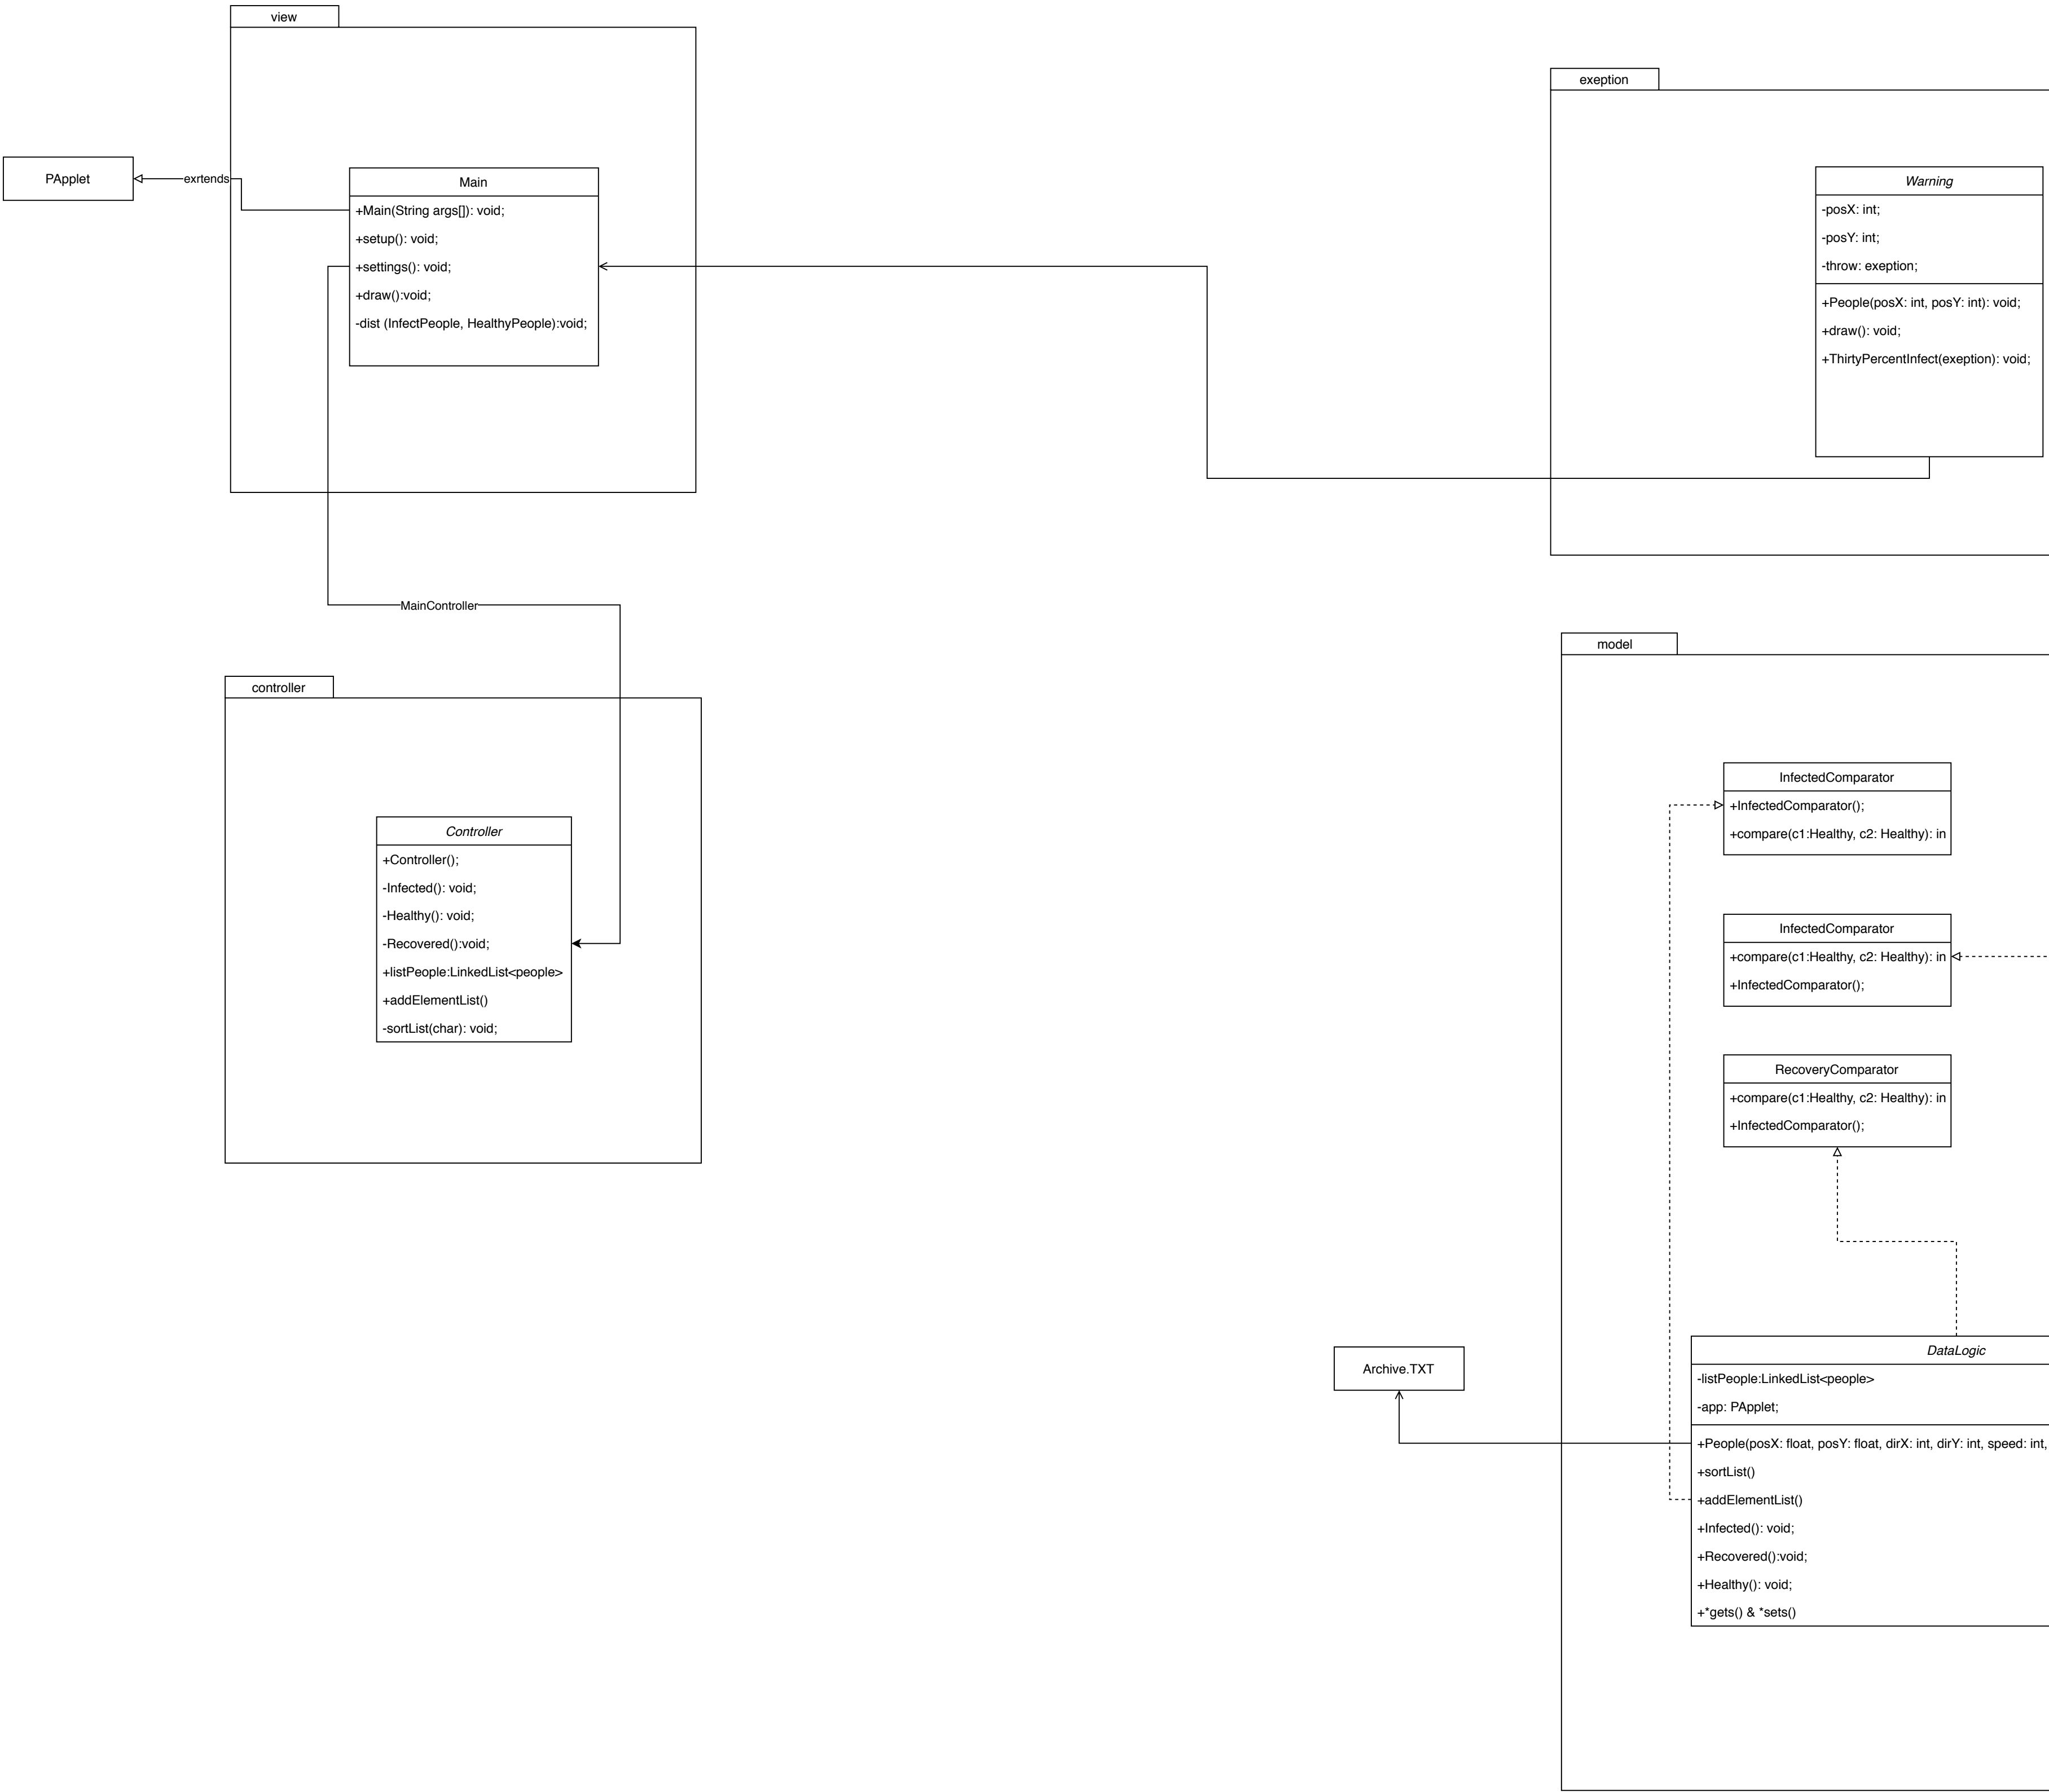 view
PApplet
exrtends
Main
+Main(String args[]): void;
+setup(): void;
+settings(): void;
+draw():void;
-dist (InfectPeople, HealthyPeople):void;
exeption
Warning
-posX: int;
-posY: int;
-throw: exeption;
+People(posX: int, posY: int): void;
+draw(): void;
+ThirtyPercentInfect(exeption): void;
MainController
controller
Controller
+Controller();
-Infected(): void;
-Healthy(): void;
-Recovered():void;
+listPeople:LinkedList<people>
+addElementList()
-sortList(char): void;
model
InfectedComparator
+InfectedComparator();
+compare(c1:Healthy, c2: Healthy): in
InfectedComparator
+compare(c1:Healthy, c2: Healthy): in
+InfectedComparator();
RecoveryComparator
+compare(c1:Healthy, c2: Healthy): in
+InfectedComparator();
Archive.TXT
DataLogic
-listPeople:LinkedList<people>
-app: PApplet;
+People(posX: float, posY: float, dirX: int, dirY: int, speed: int,
+sortList()
+addElementList()
+Infected(): void;
+Recovered():void;
+Healthy(): void;
+*gets() & *sets()